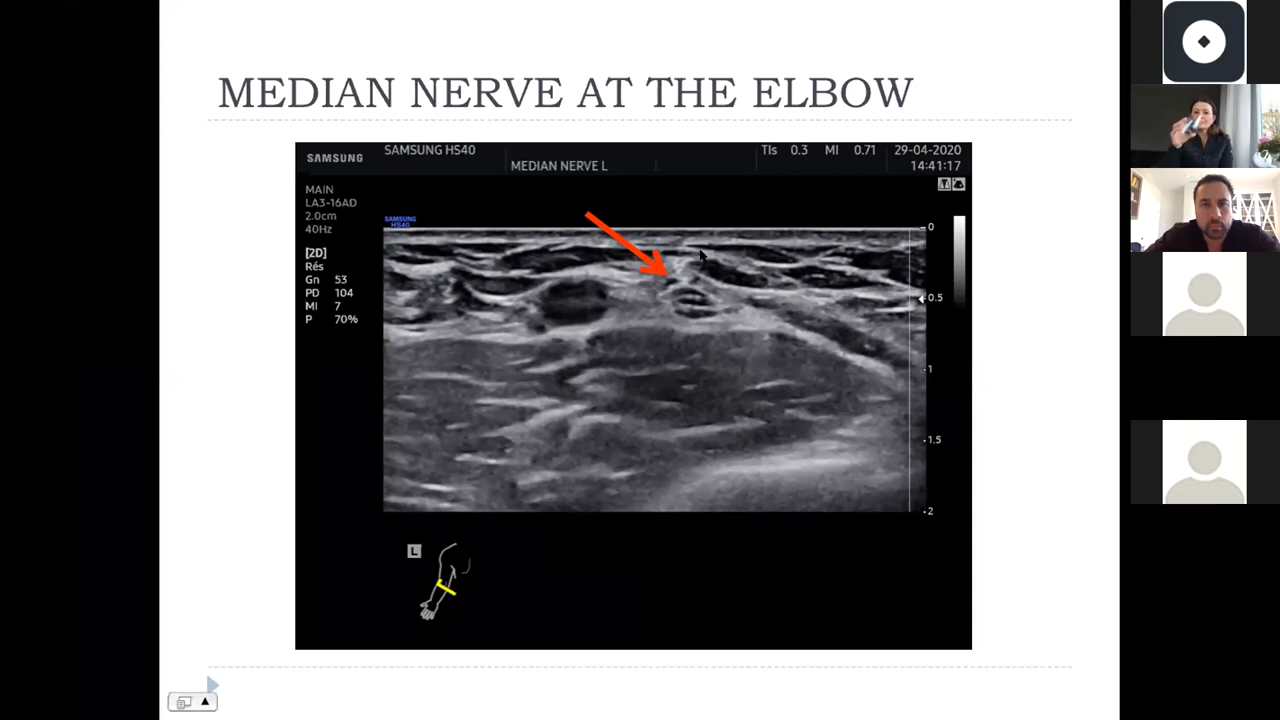 MEDIAN NERVE AT THE ELBOW
SAMSUNG
SAMSUNG HS40
TIs 0.3 MI 0.71 29-04-2020
MEDIAN NERVE L
14:41:17
MAIN
LA3-16AD
2.0cm
40Hz
[2D]
Rés
Gn 53
PD 104
MI 7
P 70%
SAMSUNG
HS40
0
0.5
1
1.5
2
L